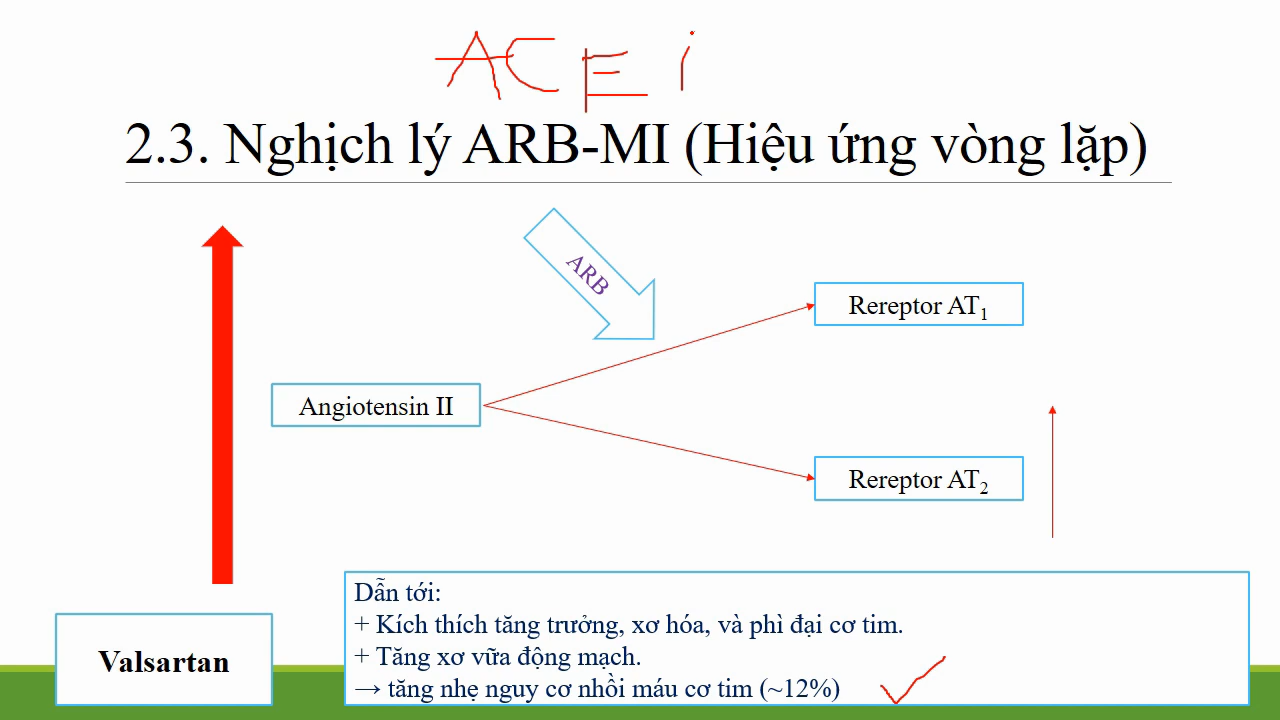 ACEi
2.3. Nghịch lý ARB-MI (Hiệu ứng vòng lặp)
ARB
Rereptor AT₁
Angiotensin II
Rereptor AT₂
Valsartan
Dẫn tới:
+ Kích thích tăng trưởng, xơ hóa, và phì đại cơ tim.
+ Tăng xơ vữa động mạch.
→ tăng nhẹ nguy cơ nhồi máu cơ tim (~12%)